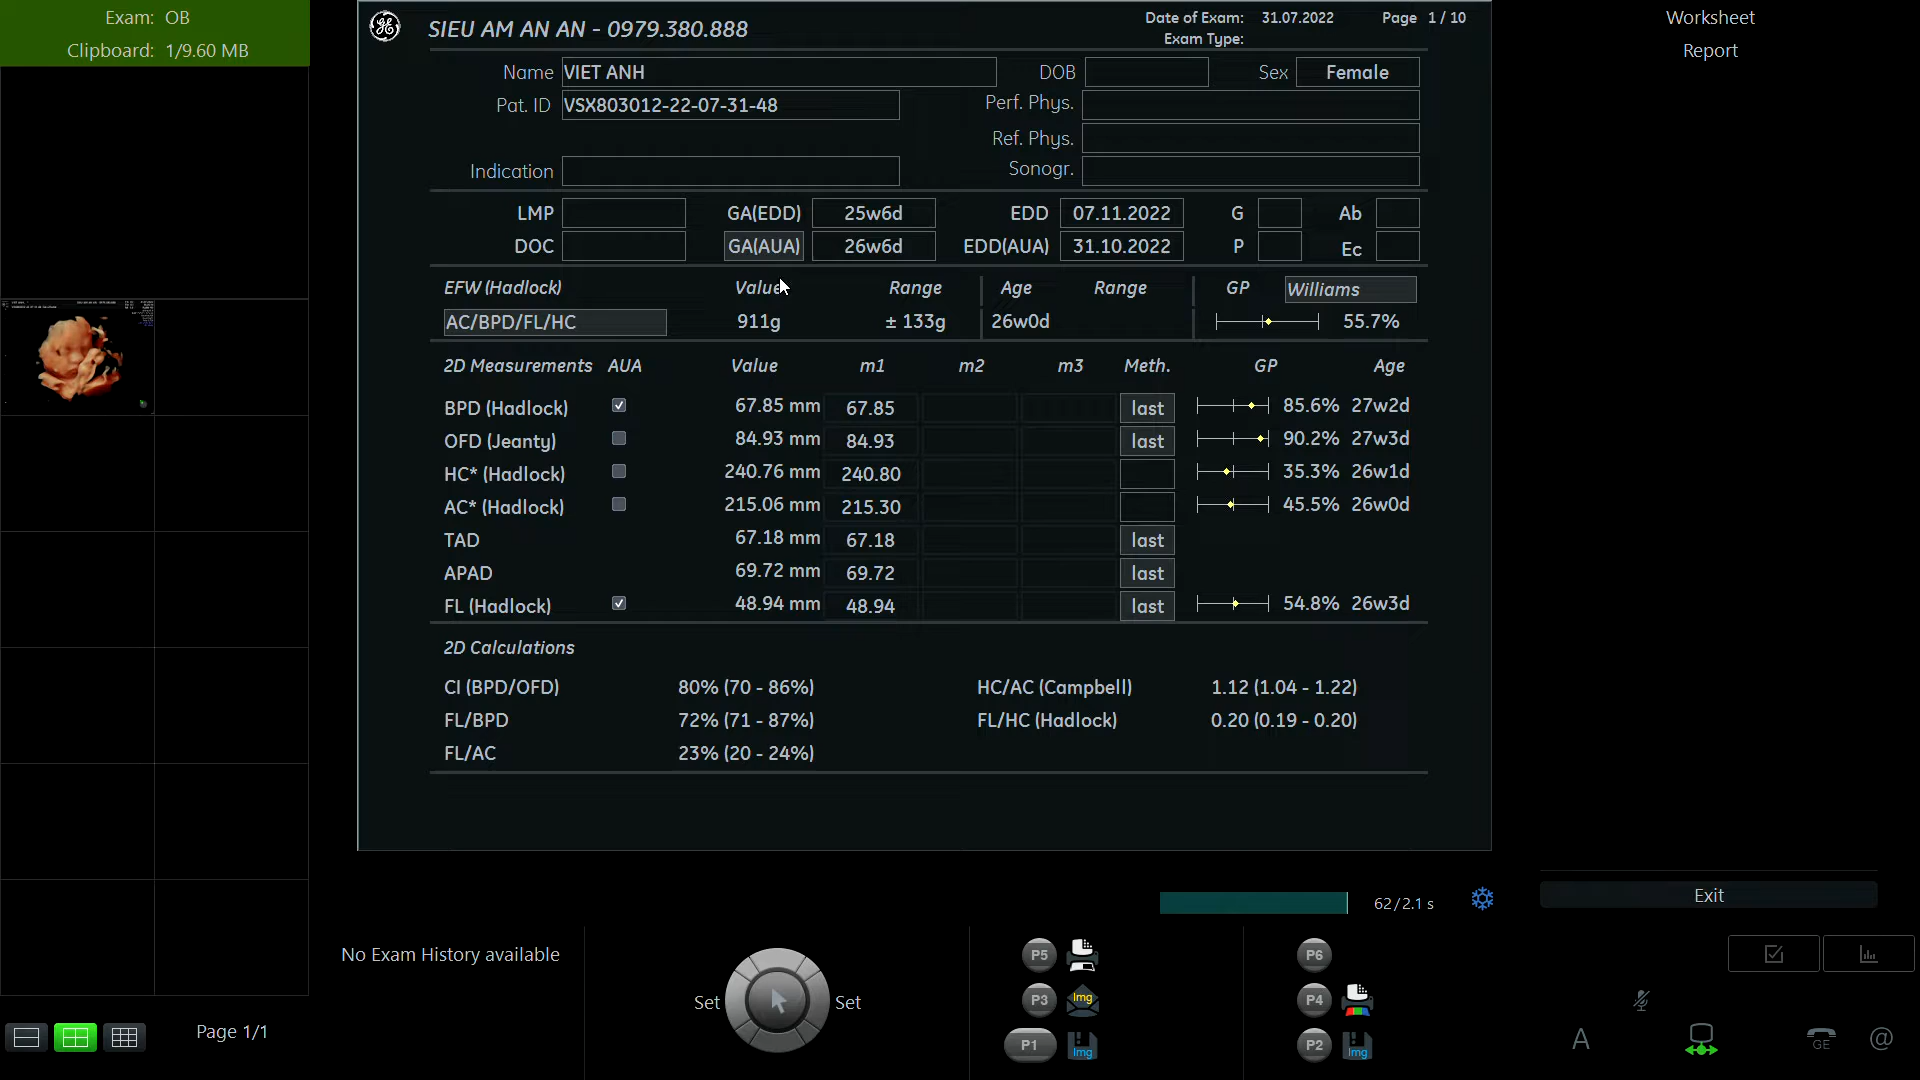 Exam: OB
Clipboard: 1/9.60 MB
SIEU AM AN AN - 0979.380.888
Date of Exam: 31.07.2022 Page 1 / 10
Exam Type:
Worksheet
Report
Name VIET ANH DOB Sex Female
Pat. ID VSX803012-22-07-31-48 Perf. Phys.
Ref. Phys.
Indication Sonogr.
LMP GA(EDD) 25w6d EDD 07.11.2022 G Ab
DOC GA(AUA) 26w6d EDD(AUA) 31.10.2022 P Ec
EFW (Hadlock) Value Range Age Range GP Williams
AC/BPD/FL/HC 911g ± 133g 26w0d 55.7%
2D Measurements AUA Value m1 m2 m3 Meth. GP Age
BPD (Hadlock) 67.85 mm 67.85 last 85.6% 27w2d
OFD (Jeanty) 84.93 mm 84.93 last 90.2% 27w3d
HC* (Hadlock) 240.76 mm 240.80 35.3% 26w1d
AC* (Hadlock) 215.06 mm 215.30 45.5% 26w0d
TAD 67.18 mm 67.18 last
APAD 69.72 mm 69.72 last
FL (Hadlock) 48.94 mm 48.94 last 54.8% 26w3d
2D Calculations
CI (BPD/OFD) 80% (70 - 86%) HC/AC (Campbell) 1.12 (1.04 - 1.22)
FL/BPD 72% (71 - 87%) FL/HC (Hadlock) 0.20 (0.19 - 0.20)
FL/AC 23% (20 - 24%)
62/2.1 s
Exit
No Exam History available
Set Set
P5 P6
P3 Img P4
P1 Img P2 Img
Page 1/1
A GE @